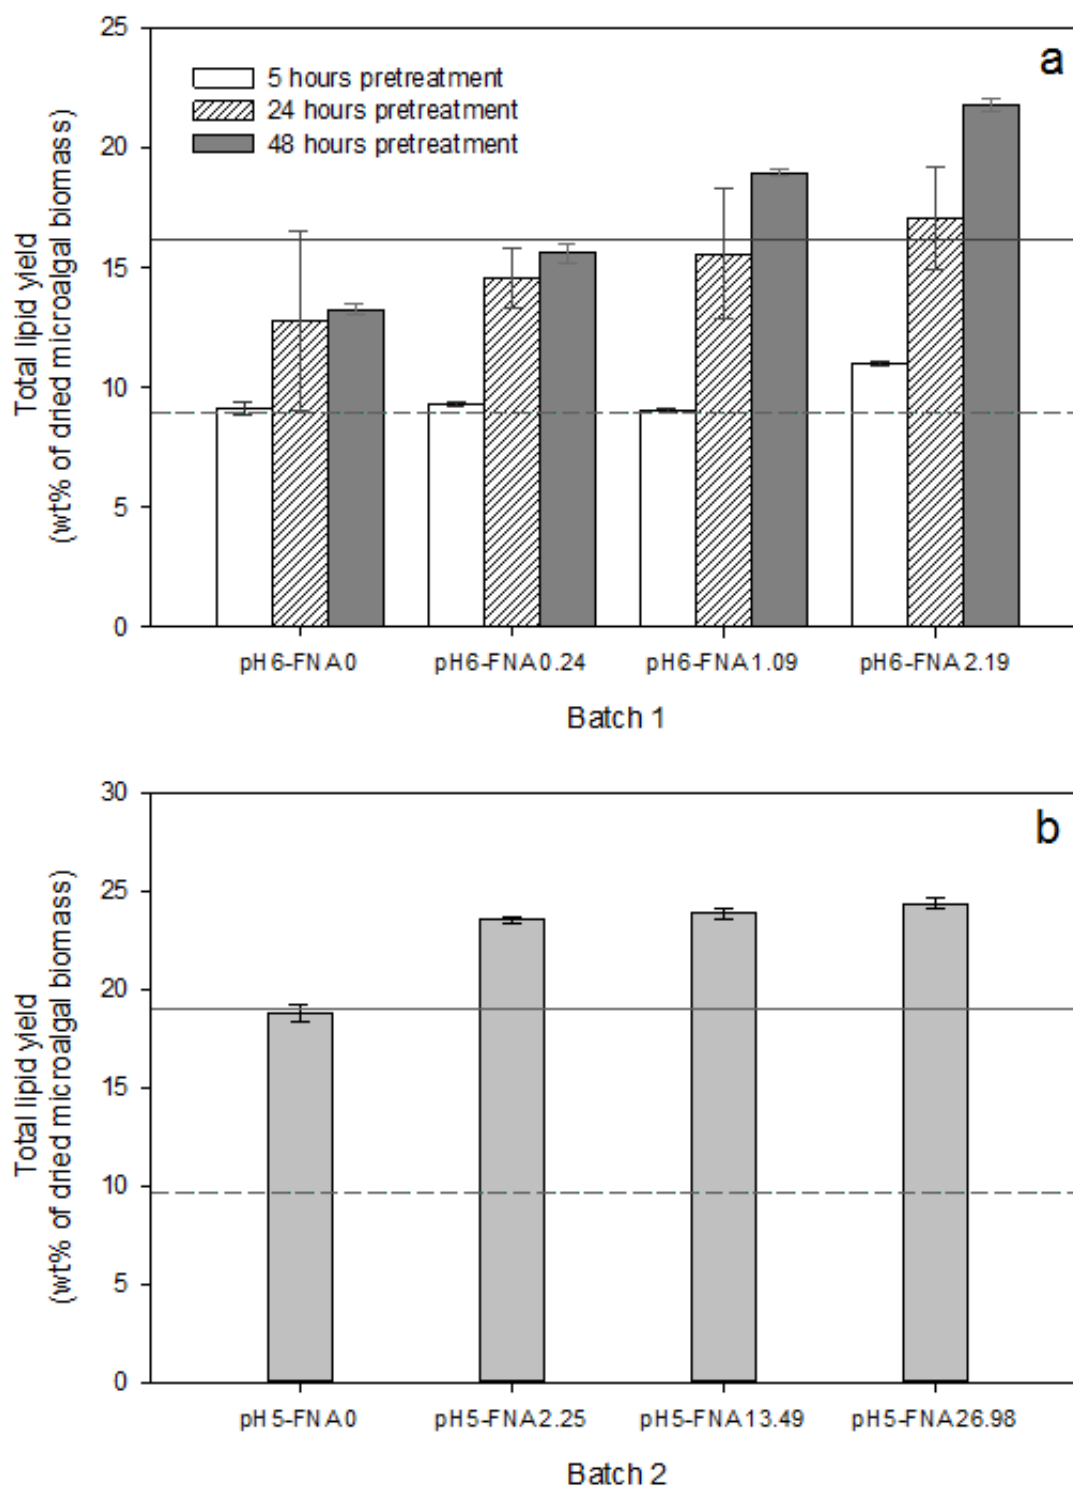 a
25
20
15
10
5
0
Total lipid yield
(wt% of dried microalgal biomass)
5 hours pretreatment
24 hours pretreatment
48 hours pretreatment
pH6-FNA0
pH6-FNA0.24
pH6-FNA1.09
pH6-FNA2.19
Batch 1
b
30
25
20
15
10
5
0
Total lipid yield
(wt% of dried microalgal biomass)
pH5-FNA0
pH5-FNA2.25
pH5-FNA13.49
pH5-FNA26.98
Batch 2